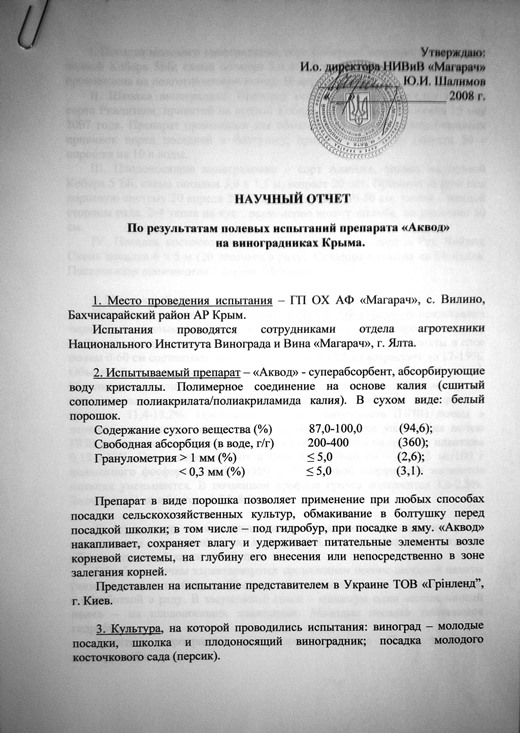 Утверждаю:
И.о. директора НИВиВ «Магарач»
Ю.И. Шалимов
« 2008 г.
НАУЧНЫЙ ОТЧЕТ
По результатам полевых испытаний препарата «Аквод»
на виноградниках Крыма.
1. Место проведения испытания – ГП ОХ АФ «Магарач», с. Вилино,
Бахчисарайский район АР Крым.
Испытания проводятся сотрудниками отдела агротехники
Национального Института Винограда и Вина «Магарач», г. Ялта.
2. Испытываемый препарат – «Аквод» - суперабсорбент, абсорбирующие
воду кристаллы. Полимерное соединение на основе калия (сшитый
сополимер полиакрилата/полиакриламида калия). В сухом виде: белый
порошок.
Содержание сухого вещества (%) 87,0-100,0 (94,6);
Свободная абсорбция (в воде, г/г) 200-400 (360);
Гранулометрия > 1 мм (%) ≤ 5,0 (2,6);
< 0,3 мм (%) ≤ 5,0 (3,1).
Препарат в виде порошка позволяет применение при любых способах
посадки сельскохозяйственных культур, обмакивание в болтушку перед
посадкой школки; в том числе – под гидробур, при посадке в яму. «Аквод»
накапливает, сохраняет влагу и удерживает питательные элементы возле
корневой системы, на глубину его внесения или непосредственно в зоне
залегания корней.
Представлен на испытание представителем в Украине ТОВ «Грінленд”,
г. Киев.
3. Культура, на которой проводились испытания: виноград – молодые
посадки, школка и плодоносящий виноградник; посадка молодого
косточкового сада (персик).